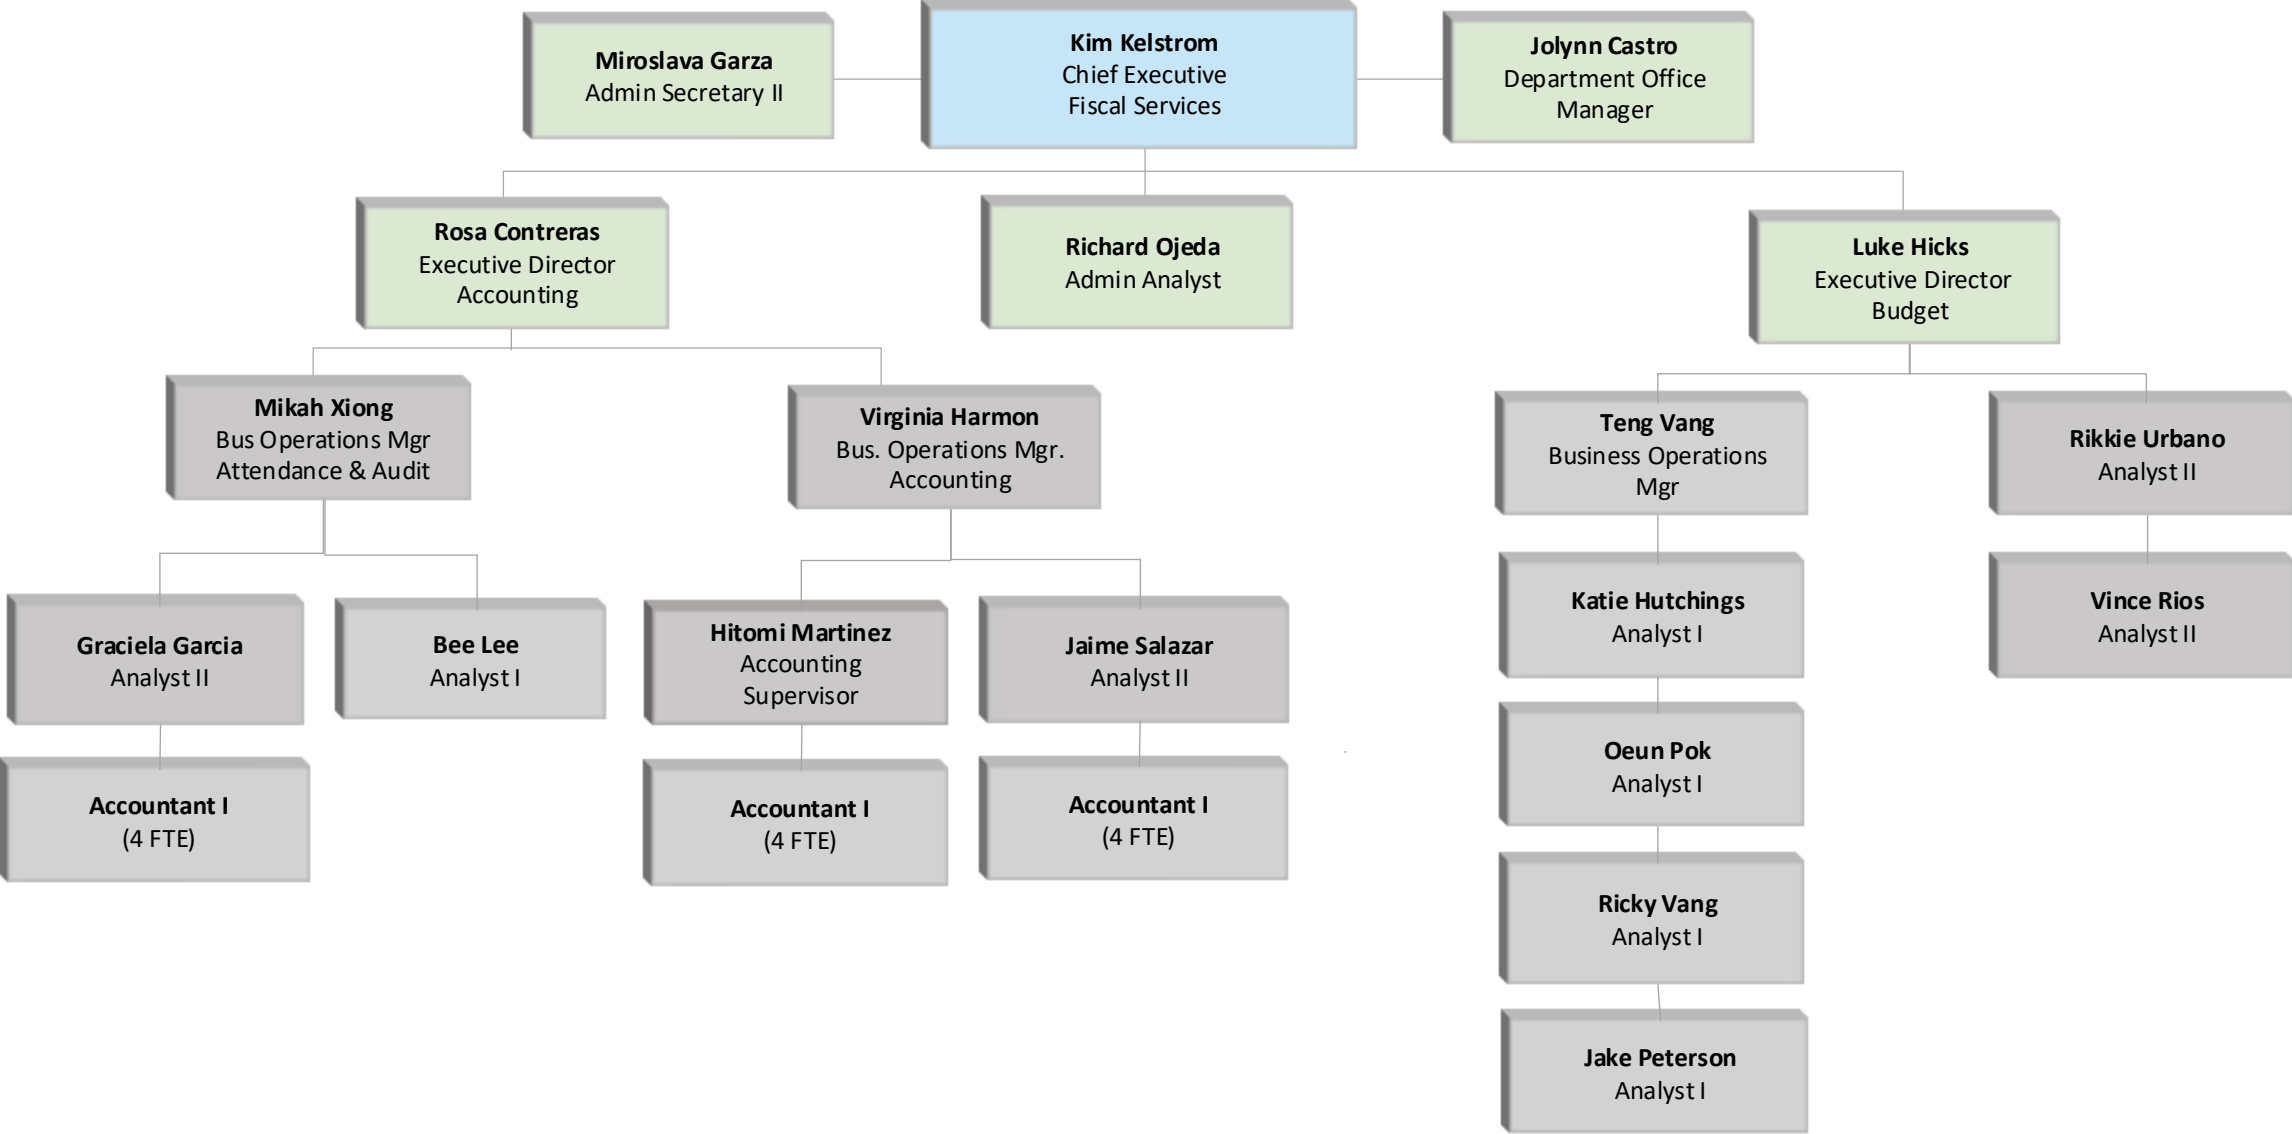 Miroslava Garza
Admin Secretary II
Kim Kelstrom
Chief Executive
Fiscal Services
Jolynn Castro
Department Office
Manager
Rosa Contreras
Executive Director
Accounting
Richard Ojeda
Admin Analyst
Luke Hicks
Executive Director
Budget
Mikah Xiong
Bus Operations Mgr
Attendance & Audit
Virginia Harmon
Bus. Operations Mgr.
Accounting
Teng Vang
Business Operations
Mgr
Rikkie Urbano
Analyst II
Graciela Garcia
Analyst II
Bee Lee
Analyst I
Hitomi Martinez
Accounting
Supervisor
Jaime Salazar
Analyst II
Katie Hutchings
Analyst I
Vince Rios
Analyst II
Accountant I
(4 FTE)
Accountant I
(4 FTE)
Accountant I
(4 FTE)
Oeun Pok
Analyst I
Ricky Vang
Analyst I
Jake Peterson
Analyst I